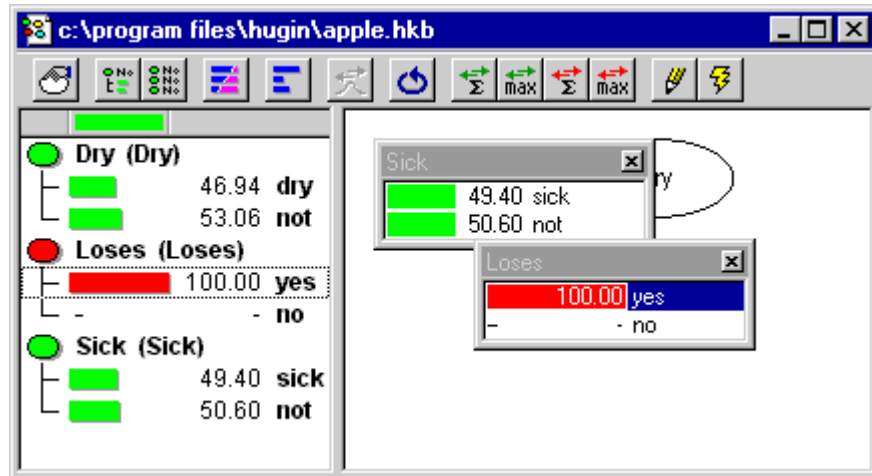 c:\program files\hugin\apple.hkb
Σ max Σ max
Dry (Dry)
46.94 dry
53.06 not
Loses (Loses)
100.00 yes
- - no
Sick (Sick)
49.40 sick
50.60 not
Sick
49.40 sick
50.60 not
ry
Loses
100.00 yes
- - no